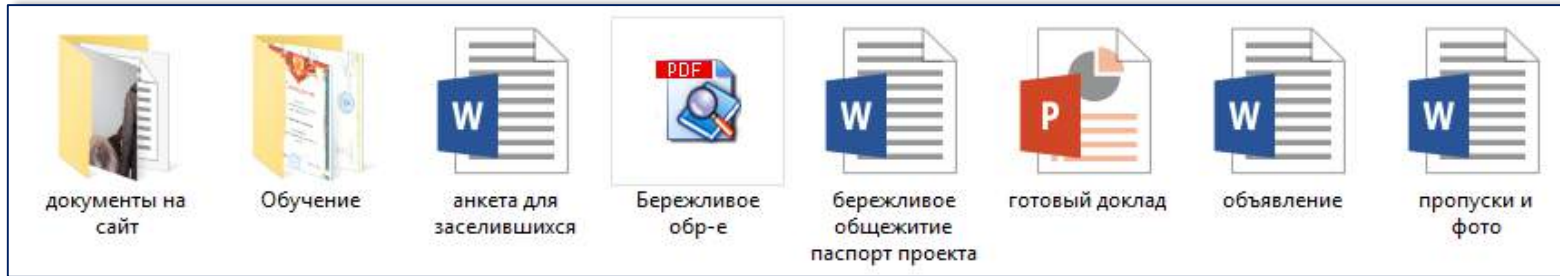 PDF
W
W
P
W
W
документы на
сайт
Обучение
анкета для
заселившихся
Бережливое
обр-е
бережливое
общежитие
паспорт проекта
готовый доклад
объявление
пропуски и
фото